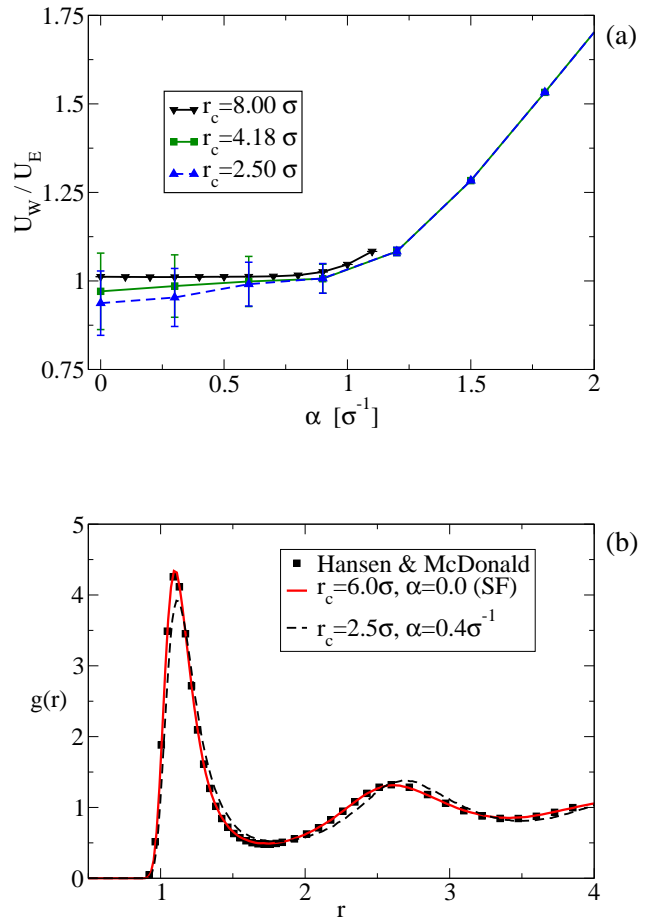 1.75
(a)
r_c=8.00 σ
r_c=4.18 σ
r_c=2.50 σ
1.5
U_W / U_E
1.25
1
0.75
0 0.5 1 1.5 2
α [σ⁻¹]
5
(b)
Hansen & McDonald
r_c=6.0σ, α=0.0 (SF)
r_c=2.5σ, α=0.4σ⁻¹
4
3
g(r)
2
1
0
1 2 3 4
r